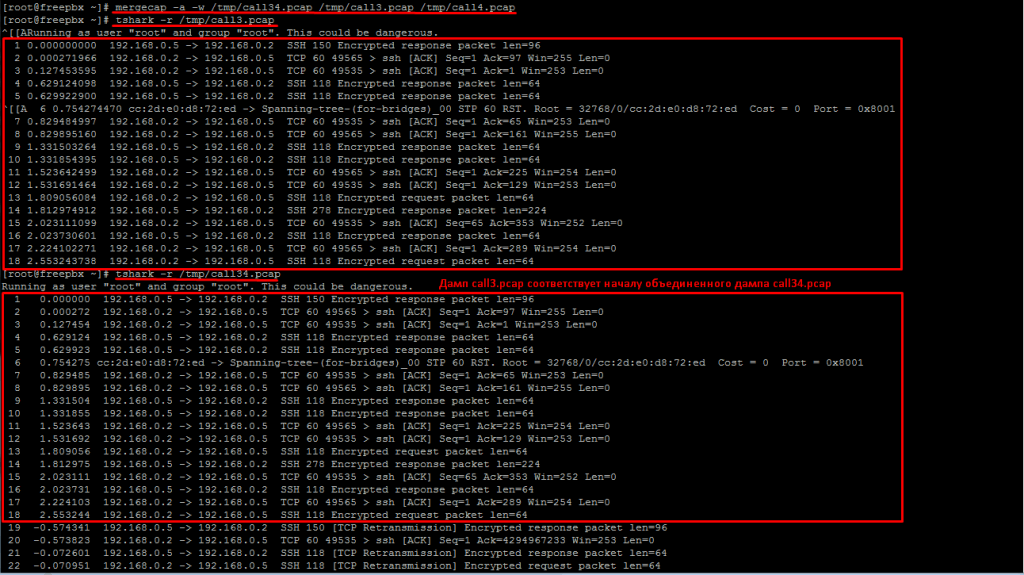 [root@freepbx ~]# mergecap -a -w /tmp/call34.pcap /tmp/call3.pcap /tmp/call4.pcap
[root@freepbx ~]# tshark -r /tmp/call3.pcap
^[[ARunning as user "root" and group "root". This could be dangerous.
1 0.000000000 192.168.0.5 -> 192.168.0.2 SSH 150 Encrypted response packet len=96
2 0.000271966 192.168.0.2 -> 192.168.0.5 TCP 60 49565 > ssh [ACK] Seq=1 Ack=97 Win=255 Len=0
3 0.127453595 192.168.0.2 -> 192.168.0.5 TCP 60 49535 > ssh [ACK] Seq=1 Ack=1 Win=253 Len=0
4 0.629124098 192.168.0.5 -> 192.168.0.2 SSH 118 Encrypted response packet len=64
5 0.629922900 192.168.0.5 -> 192.168.0.2 SSH 118 Encrypted response packet len=64
^[[A 6 0.754274470 cc:2d:e0:d8:72:ed -> Spanning-tree-(for-bridges)_00 STP 60 RST. Root = 32768/0/cc:2d:e0:d8:72:ed Cost = 0 Port = 0x8001
7 0.829484997 192.168.0.2 -> 192.168.0.5 TCP 60 49535 > ssh [ACK] Seq=1 Ack=65 Win=253 Len=0
8 0.829895160 192.168.0.2 -> 192.168.0.5 TCP 60 49565 > ssh [ACK] Seq=1 Ack=161 Win=255 Len=0
9 1.331503264 192.168.0.5 -> 192.168.0.2 SSH 118 Encrypted response packet len=64
10 1.331854395 192.168.0.5 -> 192.168.0.2 SSH 118 Encrypted response packet len=64
11 1.523642499 192.168.0.2 -> 192.168.0.5 TCP 60 49565 > ssh [ACK] Seq=1 Ack=225 Win=254 Len=0
12 1.531691464 192.168.0.2 -> 192.168.0.5 TCP 60 49535 > ssh [ACK] Seq=1 Ack=129 Win=253 Len=0
13 1.809056084 192.168.0.2 -> 192.168.0.5 SSH 118 Encrypted request packet len=64
14 1.812974912 192.168.0.5 -> 192.168.0.2 SSH 278 Encrypted response packet len=224
15 2.023111099 192.168.0.2 -> 192.168.0.5 TCP 60 49535 > ssh [ACK] Seq=65 Ack=353 Win=252 Len=0
16 2.023730601 192.168.0.5 -> 192.168.0.2 SSH 118 Encrypted response packet len=64
17 2.224102271 192.168.0.2 -> 192.168.0.5 TCP 60 49565 > ssh [ACK] Seq=1 Ack=289 Win=254 Len=0
18 2.553243738 192.168.0.2 -> 192.168.0.5 SSH 118 Encrypted request packet len=64
[root@freepbx ~]# tshark -r /tmp/call34.pcap
Running as user "root" and group "root". This could be dangerous. Дамп call3.pcap соответствует началу объединенного дампа call34.pcap
1 0.000000 192.168.0.5 -> 192.168.0.2 SSH 150 Encrypted response packet len=96
2 0.000272 192.168.0.2 -> 192.168.0.5 TCP 60 49565 > ssh [ACK] Seq=1 Ack=97 Win=255 Len=0
3 0.127454 192.168.0.2 -> 192.168.0.5 TCP 60 49535 > ssh [ACK] Seq=1 Ack=1 Win=253 Len=0
4 0.629124 192.168.0.5 -> 192.168.0.2 SSH 118 Encrypted response packet len=64
5 0.629923 192.168.0.5 -> 192.168.0.2 SSH 118 Encrypted response packet len=64
6 0.754275 cc:2d:e0:d8:72:ed -> Spanning-tree-(for-bridges)_00 STP 60 RST. Root = 32768/0/cc:2d:e0:d8:72:ed Cost = 0 Port = 0x8001
7 0.829485 192.168.0.2 -> 192.168.0.5 TCP 60 49535 > ssh [ACK] Seq=1 Ack=65 Win=253 Len=0
8 0.829895 192.168.0.2 -> 192.168.0.5 TCP 60 49565 > ssh [ACK] Seq=1 Ack=161 Win=255 Len=0
9 1.331504 192.168.0.5 -> 192.168.0.2 SSH 118 Encrypted response packet len=64
10 1.331855 192.168.0.5 -> 192.168.0.2 SSH 118 Encrypted response packet len=64
11 1.523643 192.168.0.2 -> 192.168.0.5 TCP 60 49565 > ssh [ACK] Seq=1 Ack=225 Win=254 Len=0
12 1.531692 192.168.0.2 -> 192.168.0.5 TCP 60 49535 > ssh [ACK] Seq=1 Ack=129 Win=253 Len=0
13 1.809056 192.168.0.2 -> 192.168.0.5 SSH 118 Encrypted request packet len=64
14 1.812975 192.168.0.5 -> 192.168.0.2 SSH 278 Encrypted response packet len=224
15 2.023111 192.168.0.2 -> 192.168.0.5 TCP 60 49535 > ssh [ACK] Seq=65 Ack=353 Win=252 Len=0
16 2.023731 192.168.0.5 -> 192.168.0.2 SSH 118 Encrypted response packet len=64
17 2.224103 192.168.0.2 -> 192.168.0.5 TCP 60 49565 > ssh [ACK] Seq=1 Ack=289 Win=254 Len=0
18 2.553244 192.168.0.2 -> 192.168.0.5 SSH 118 Encrypted request packet len=64
19 -0.574341 192.168.0.5 -> 192.168.0.2 SSH 150 [TCP Retransmission] Encrypted response packet len=96
20 -0.573823 192.168.0.2 -> 192.168.0.5 TCP 60 49535 > ssh [ACK] Seq=1 Ack=4294967233 Win=253 Len=0
21 -0.072601 192.168.0.5 -> 192.168.0.2 SSH 118 [TCP Retransmission] Encrypted response packet len=64
22 -0.070951 192.168.0.2 -> 192.168.0.5 SSH 118 [TCP Retransmission] Encrypted request packet len=64